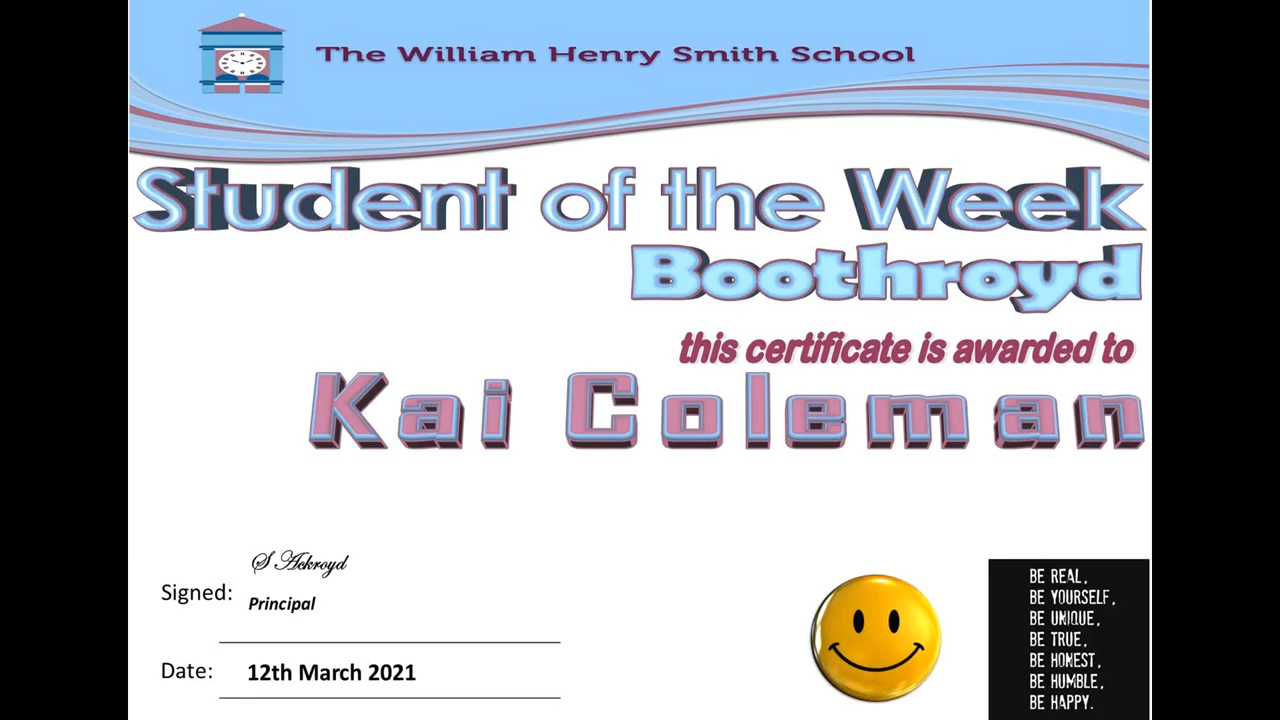 The William Henry Smith School
Student of the Week
Boothroyd
this certificate is awarded to
Kai Coleman
S Ackroyd
Signed:
Principal
Date: 12th March 2021
BE REAL,
BE YOURSELF,
BE UNIQUE,
BE TRUE,
BE HONEST,
BE HUMBLE,
BE HAPPY.